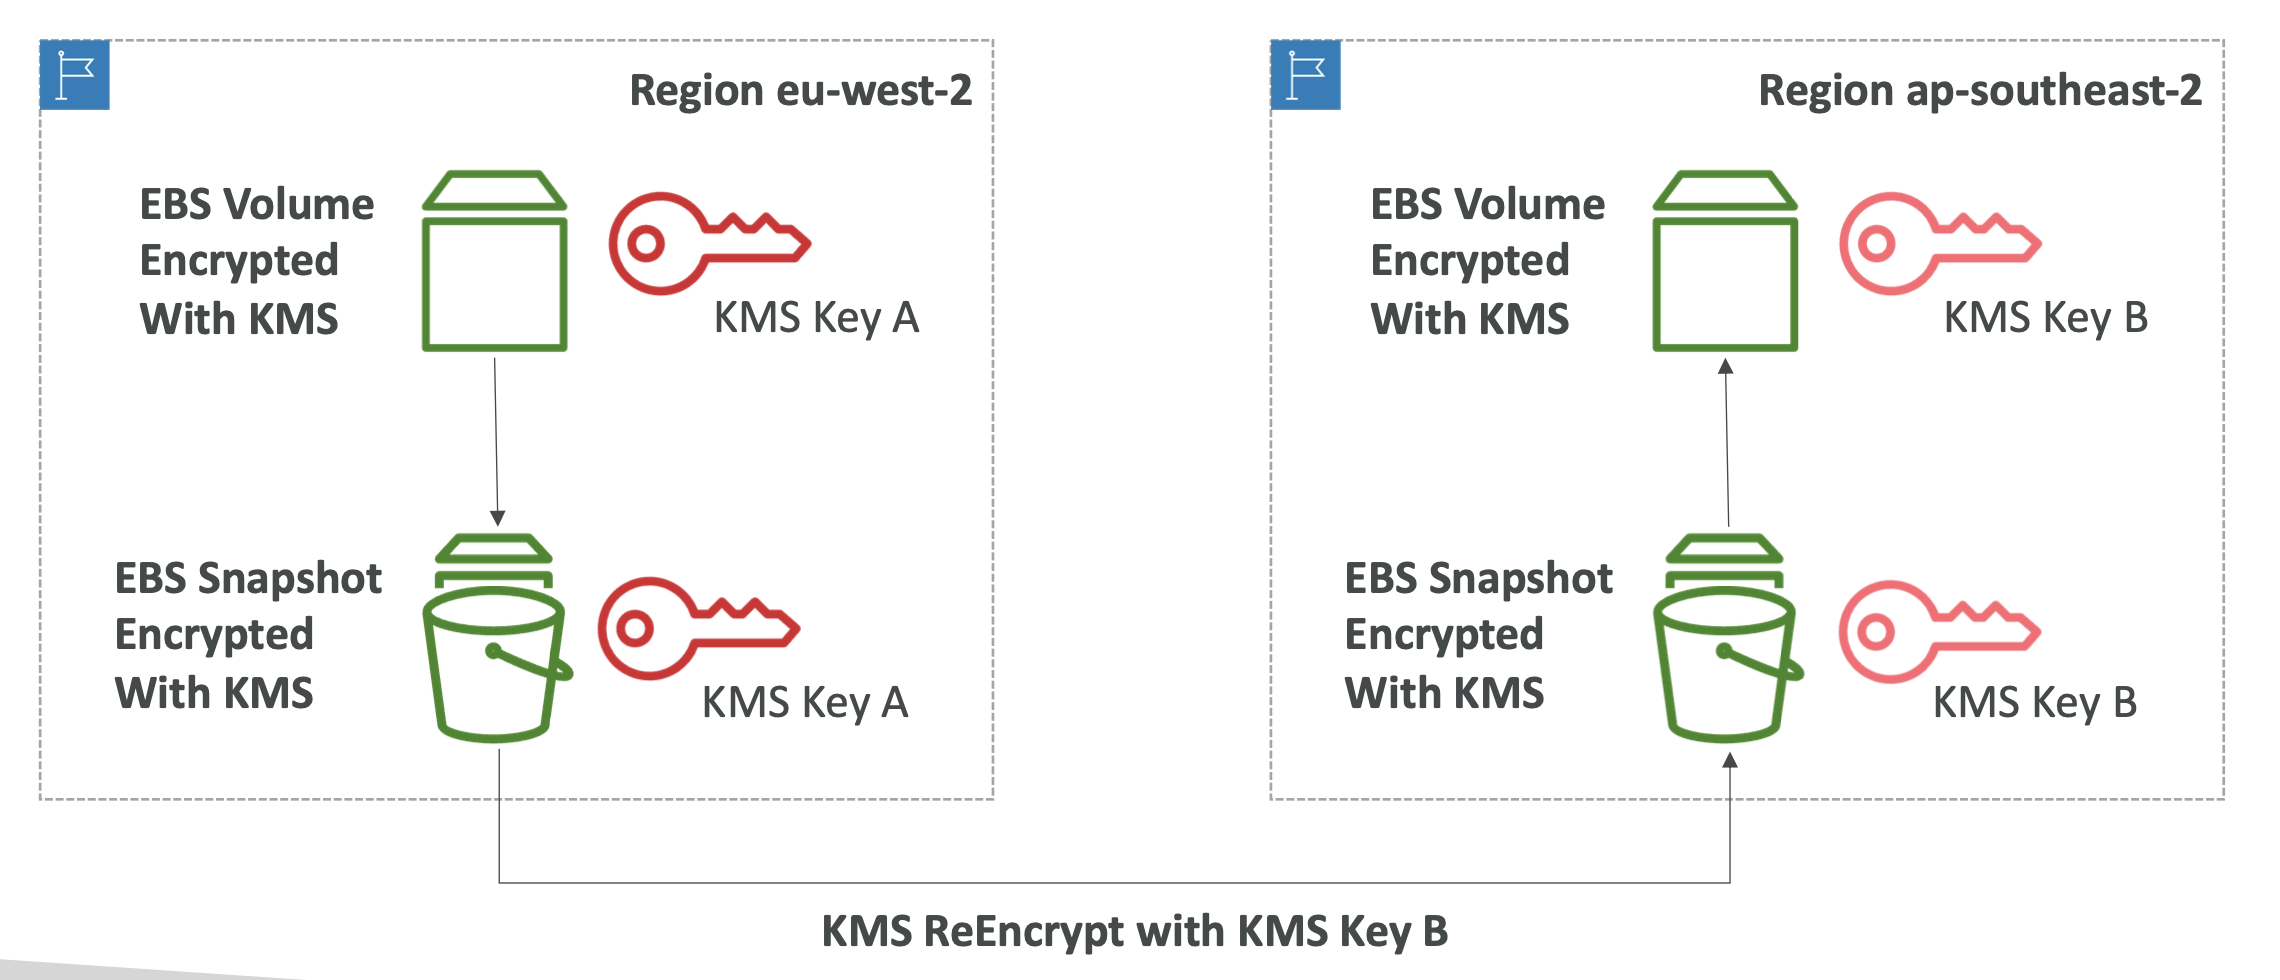 Region eu-west-2
EBS Volume
Encrypted
With KMS
KMS Key A
EBS Snapshot
Encrypted
With KMS
KMS Key A
Region ap-southeast-2
EBS Volume
Encrypted
With KMS
KMS Key B
EBS Snapshot
Encrypted
With KMS
KMS Key B
KMS ReEncrypt with KMS Key B